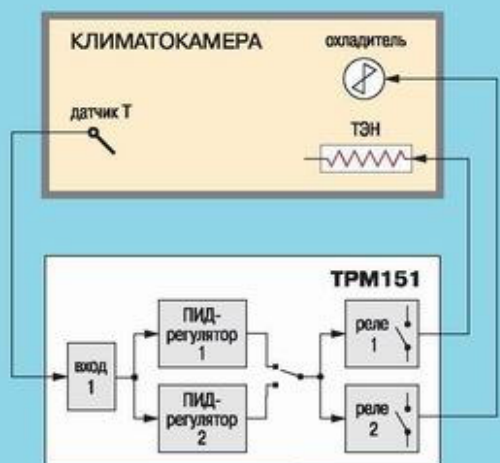 КЛИМАТОКАМЕРА
охладитель
датчик Т
ТЭН
ТРМ151
ПИД-
регулятор
1
реле
1
вход
1
ПИД-
регулятор
2
реле
2